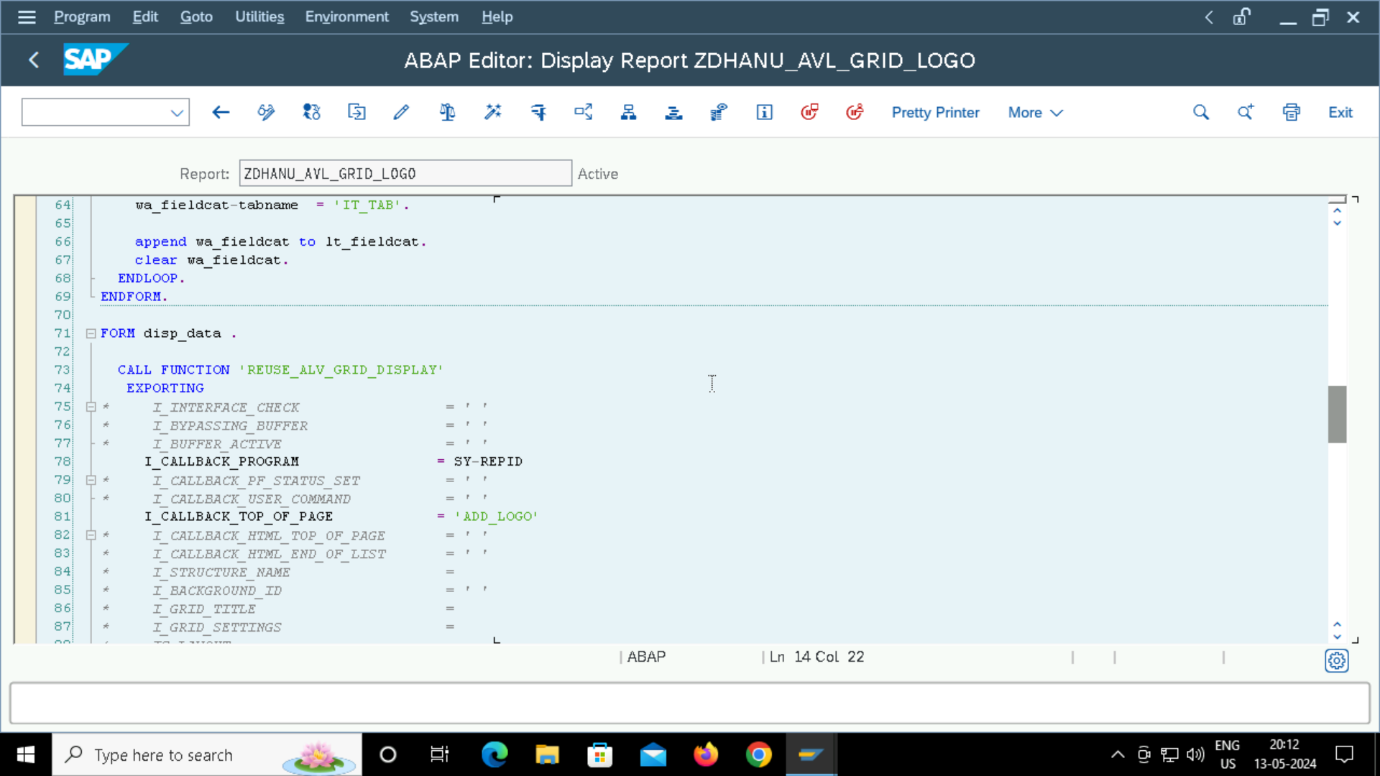 Program Edit Goto Utilities Environment System Help
SAP ABAP Editor: Display Report ZDHANU_AVL_GRID_LOGO
Pretty Printer More Exit
Report: ZDHANU_AVL_GRID_LOGO Active
64 wa_fieldcat-tabname = 'IT_TAB'.
65
66 append wa_fieldcat to lt_fieldcat.
67 clear wa_fieldcat.
68 ENDLOOP.
69 ENDFORM.
70
71 FORM disp_data .
72
73 CALL FUNCTION 'REUSE_ALV_GRID_DISPLAY'
74 EXPORTING
75 * I_INTERFACE_CHECK = ' '
76 * I_BYPASSING_BUFFER = ' '
77 * I_BUFFER_ACTIVE = ' '
78 I_CALLBACK_PROGRAM = SY-REPID
79 * I_CALLBACK_PF_STATUS_SET = ' '
80 * I_CALLBACK_USER_COMMAND = ' '
81 I_CALLBACK_TOP_OF_PAGE = 'ADD_LOGO'
82 * I_CALLBACK_HTML_TOP_OF_PAGE = ' '
83 * I_CALLBACK_HTML_END_OF_LIST = ' '
84 * I_STRUCTURE_NAME =
85 * I_BACKGROUND_ID = ' '
86 * I_GRID_TITLE =
87 * I_GRID_SETTINGS =
ABAP Ln 14 Col 22
Type here to search
ENG 20:12
US 13-05-2024